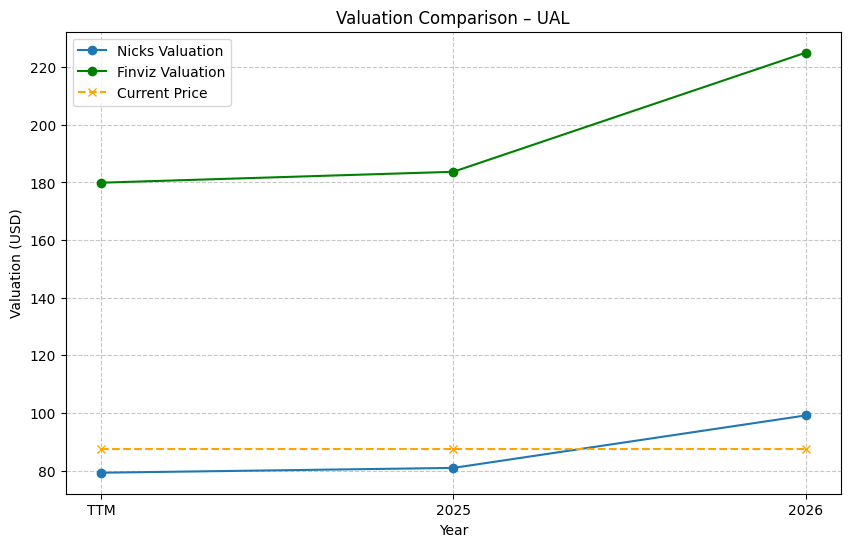 Valuation Comparison – UAL
Nicks Valuation
Finviz Valuation
Current Price
Valuation (USD)
220
200
180
160
140
120
100
80
TTM
2025
2026
Year